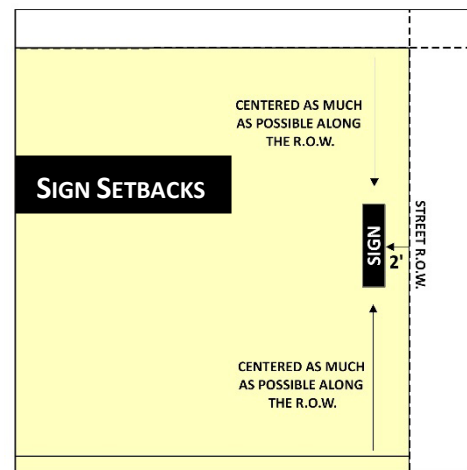 CENTERED AS MUCH
AS POSSIBLE ALONG
THE R.O.W.
SIGN SETBACKS
SIGN
2'
STREET R.O.W.
CENTERED AS MUCH
AS POSSIBLE ALONG
THE R.O.W.